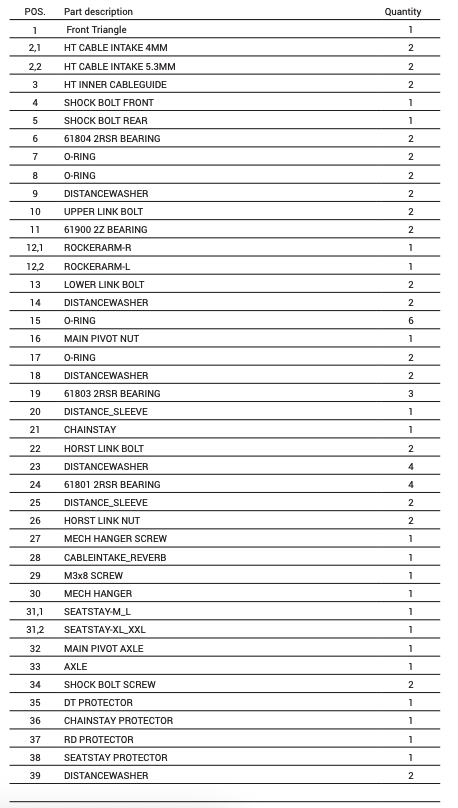 POS. Part description Quantity
1 Front Triangle 1
2,1 HT CABLE INTAKE 4MM 2
2,2 HT CABLE INTAKE 5.3MM 2
3 HT INNER CABLEGUIDE 2
4 SHOCK BOLT FRONT 1
5 SHOCK BOLT REAR 1
6 61804 2RSR BEARING 2
7 O-RING 2
8 O-RING 2
9 DISTANCEWASHER 2
10 UPPER LINK BOLT 2
11 61900 2Z BEARING 2
12,1 ROCKERARM-R 1
12,2 ROCKERARM-L 1
13 LOWER LINK BOLT 2
14 DISTANCEWASHER 2
15 O-RING 6
16 MAIN PIVOT NUT 1
17 O-RING 2
18 DISTANCEWASHER 2
19 61803 2RSR BEARING 3
20 DISTANCE_SLEEVE 1
21 CHAINSTAY 1
22 HORST LINK BOLT 2
23 DISTANCEWASHER 4
24 61801 2RSR BEARING 4
25 DISTANCE_SLEEVE 2
26 HORST LINK NUT 2
27 MECH HANGER SCREW 1
28 CABLEINTAKE_REVERB 1
29 M3x8 SCREW 1
30 MECH HANGER 1
31,1 SEATSTAY-M_L 1
31,2 SEATSTAY-XL_XXL 1
32 MAIN PIVOT AXLE 1
33 AXLE 1
34 SHOCK BOLT SCREW 2
35 DT PROTECTOR 1
36 CHAINSTAY PROTECTOR 1
37 RD PROTECTOR 1
38 SEATSTAY PROTECTOR 1
39 DISTANCEWASHER 2